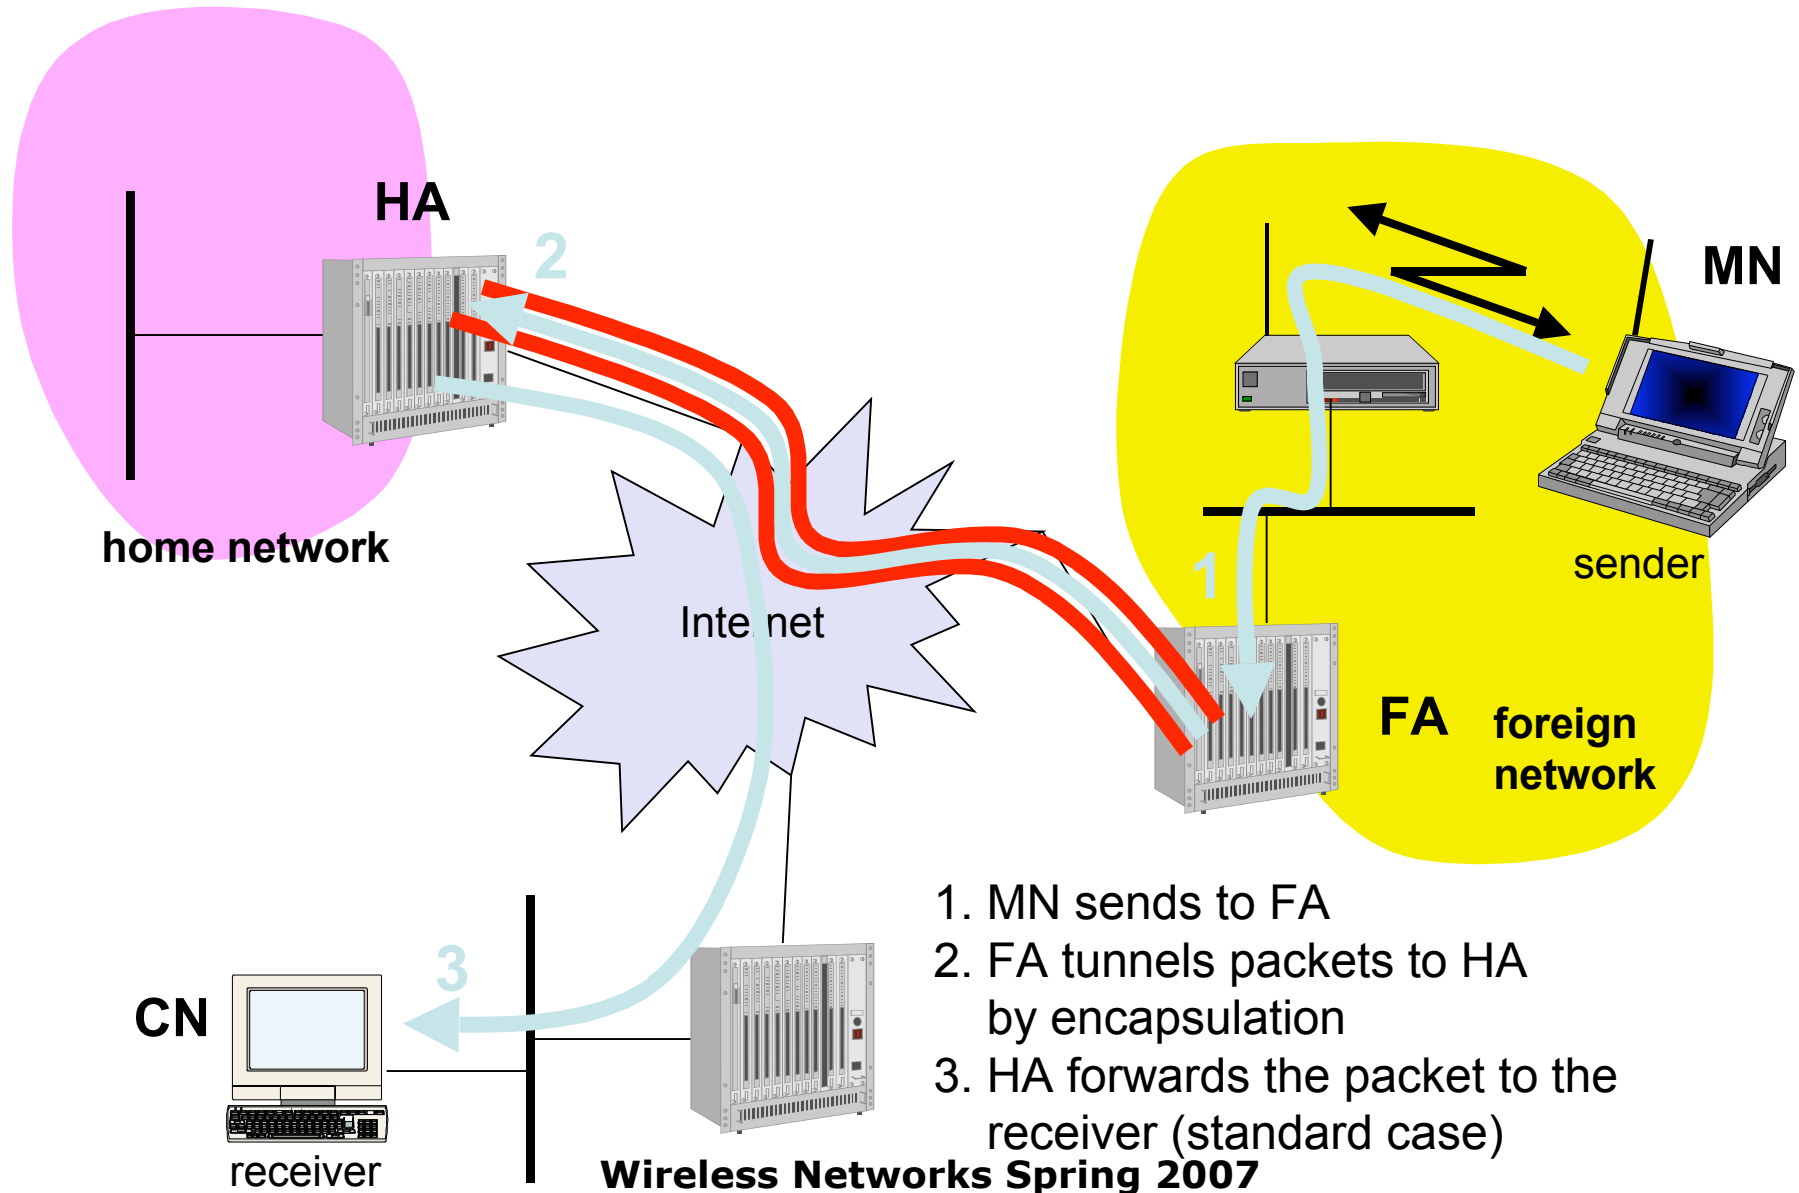 HA
2
MN
home network
sender
1
Internet
FA
foreign
network
3
CN
receiver
1. MN sends to FA
2. FA tunnels packets to HA
by encapsulation
3. HA forwards the packet to the
receiver (standard case)
Wireless Networks Spring 2007